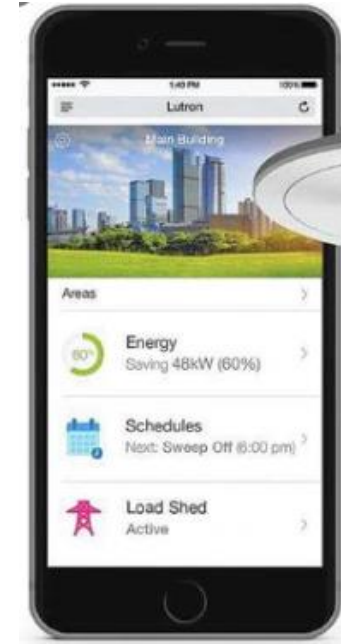 1:40 PM
100%
Lutron
Main Building
Areas
60%
Energy
Saving 48kW (60%)
Schedules
Next: Sweep Off (6:00 pm)
Load Shed
Active